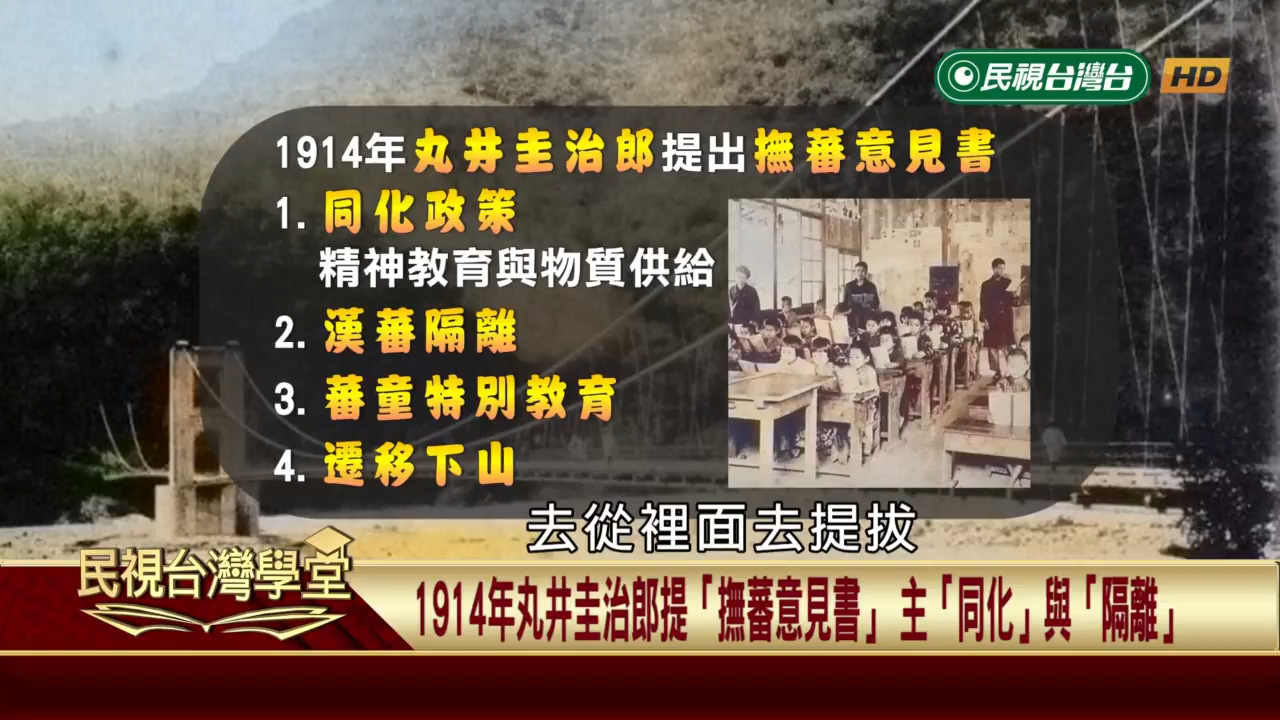 民視台灣台 HD
1914年丸井圭治郎提出撫蕃意見書
1. 同化政策
精神教育與物質供給
2. 漢蕃隔離
3. 蕃童特別教育
4. 遷移下山
去從裡面去提拔
民視台灣學堂
1914年丸井圭治郎提「撫蕃意見書」 主「同化」與「隔離」